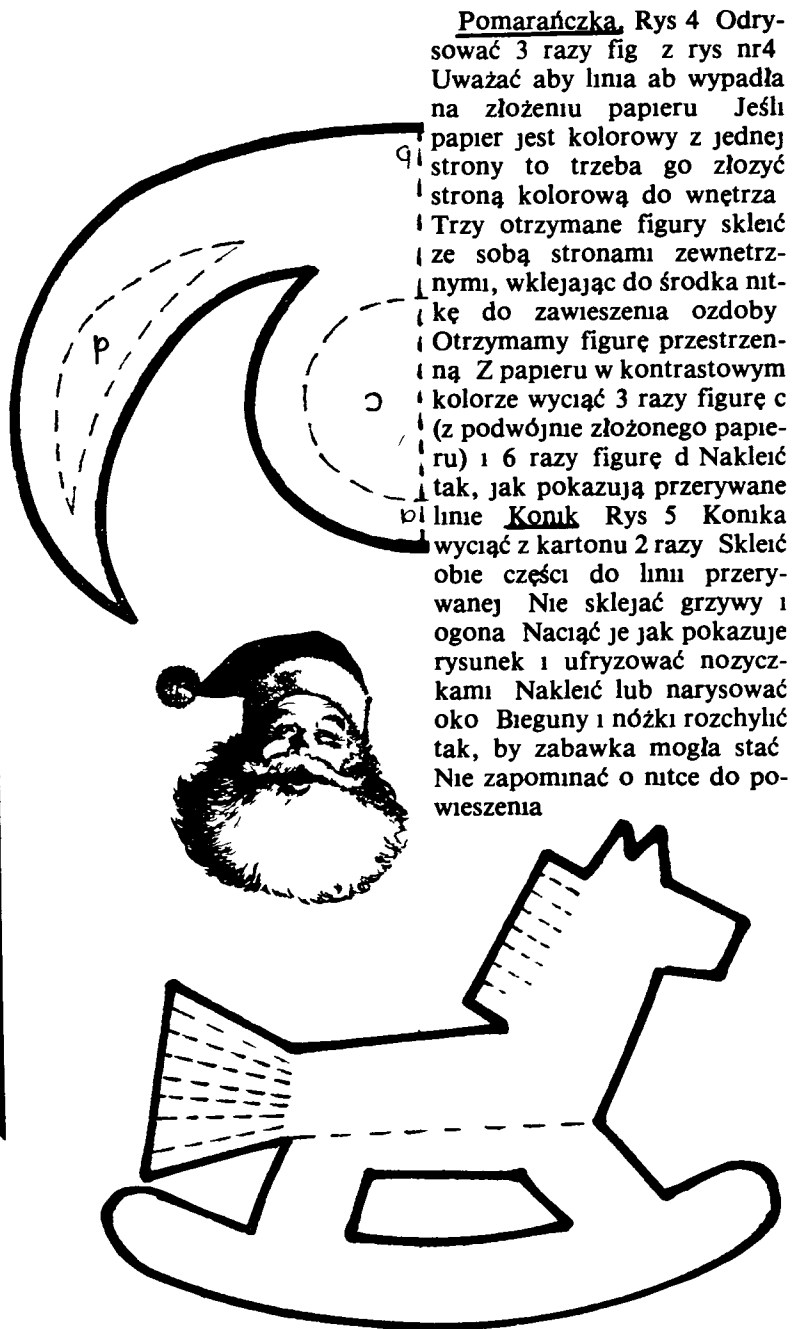 Pomarańczka. Rys 4 Odry-
sować 3 razy fig z rys nr4
Uważać aby linia ab wypadła
na złożeniu papieru Jeśli
papier jest kolorowy z jednej
strony to trzeba go złozyć
stroną kolorową do wnętrza
Trzy otrzymane figury skleić
ze sobą stronami zewnetrz-
nymi, wklejając do środka nit-
kę do zawieszenia ozdoby
Otrzymamy figurę przestrzen-
ną Z papieru w kontrastowym
kolorze wyciąć 3 razy figurę c
(z podwójnie złożonego papie-
ru) i 6 razy figurę d Nakleić
tak, jak pokazują przerywane
linie Konik Rys 5 Konika
wyciąć z kartonu 2 razy Skleić
obie części do linii przery-
wanej Nie sklejać grzywy i
ogona Naciąć je jak pokazuje
rysunek i ufryzować nozycz-
kami Nakleić lub narysować
oko Bieguny i nóżki rozchylić
tak, by zabawka mogła stać
Nie zapominać o nitce do po-
wieszenia
b
d
c
a